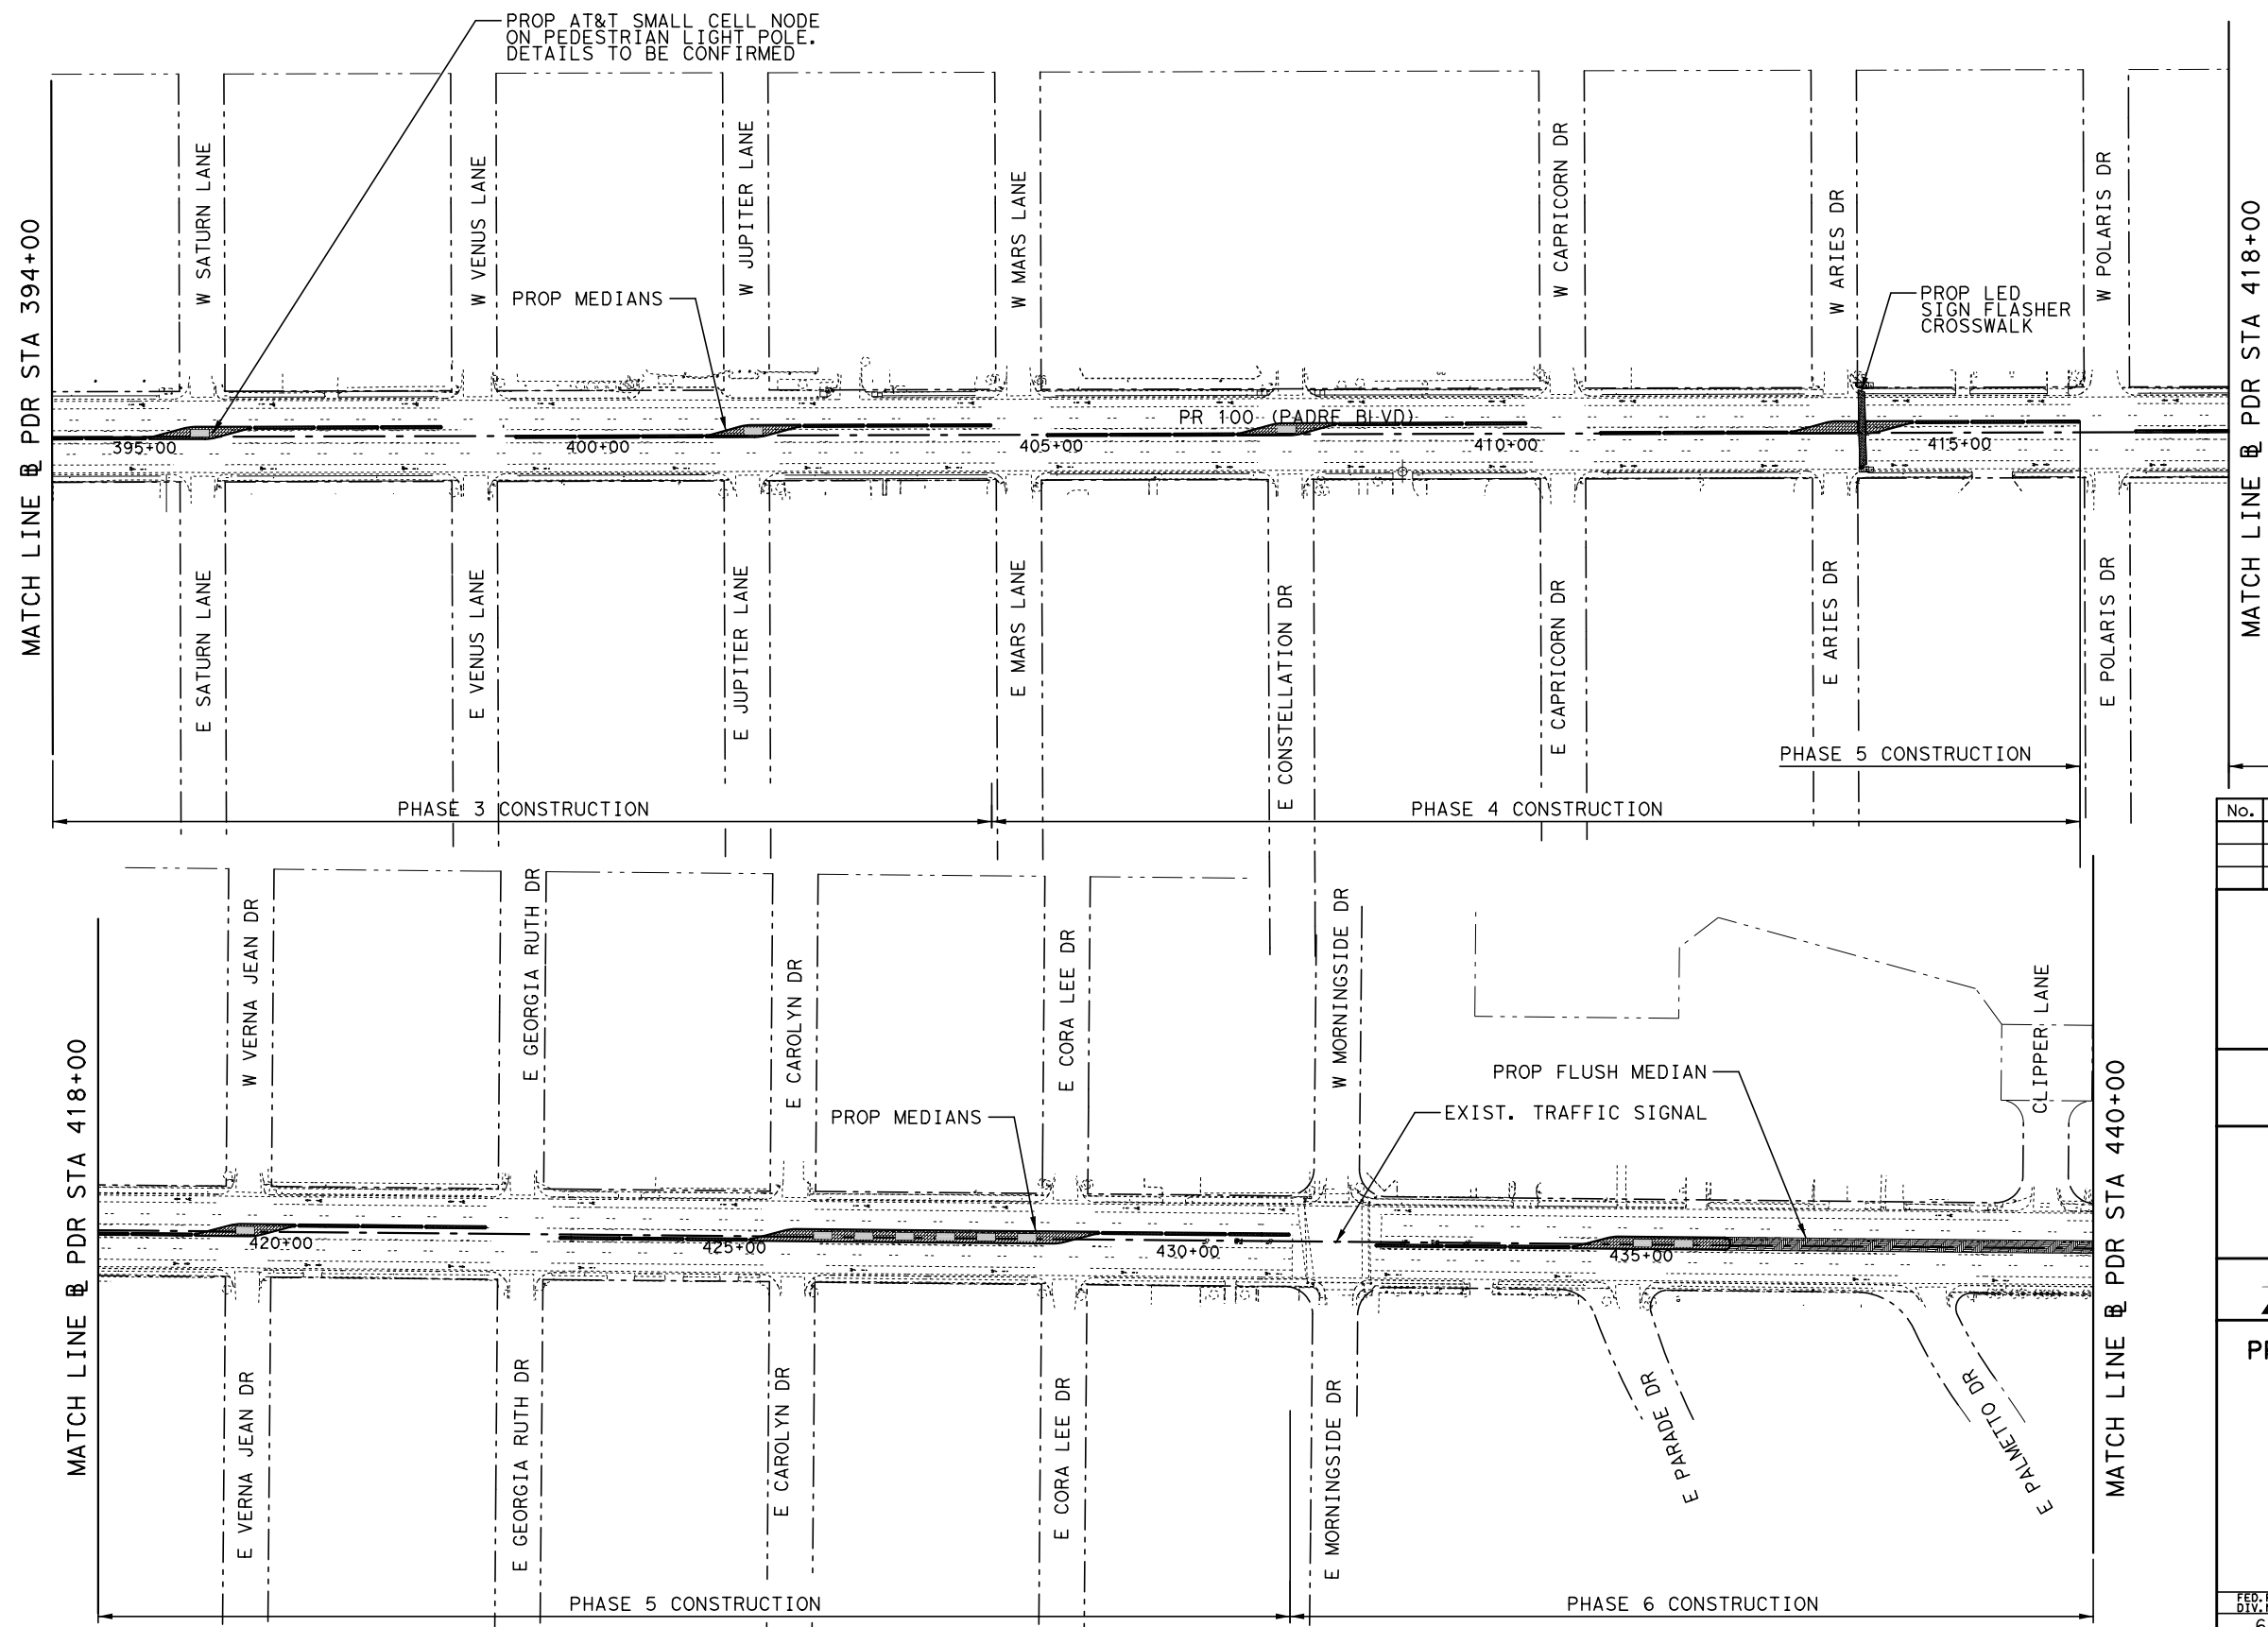 PROP AT&T SMALL CELL NODE
ON PEDESTRIAN LIGHT POLE.
DETAILS TO BE CONFIRMED
MATCH LINE ℄ PDR STA 394+00
W SATURN LANE
W VENUS LANE
W JUPITER LANE
W MARS LANE
W CAPRICORN DR
W ARIES DR
W POLARIS DR
MATCH LINE PDR STA 418+00
PROP MEDIANS
PROP LED
SIGN FLASHER
CROSSWALK
PR 100 (PADRE BLVD)
395+00
400+00
405+00
410+00
415+00
E SATURN LANE
E VENUS LANE
E JUPITER LANE
E MARS LANE
E CONSTELLATION DR
E CAPRICORN DR
E ARIES DR
E POLARIS DR
PHASE 5 CONSTRUCTION
PHASE 3 CONSTRUCTION
PHASE 4 CONSTRUCTION
No.
MATCH LINE PDR STA 418+00
W VERNA JEAN DR
E GEORGIA RUTH DR
E CAROLYN DR
E CORA LEE DR
W MORNINGSIDE DR
CLIPPER LANE
MATCH LINE PDR STA 440+00
PROP FLUSH MEDIAN
EXIST. TRAFFIC SIGNAL
PROP MEDIANS
420+00
425+00
430+00
435+00
E VERNA JEAN DR
E GEORGIA RUTH DR
E CAROLYN DR
E CORA LEE DR
E MORNINGSIDE DR
E PARADE DR
E PALMETTO DR
PHASE 5 CONSTRUCTION
PHASE 6 CONSTRUCTION
FED.
DIV.
6